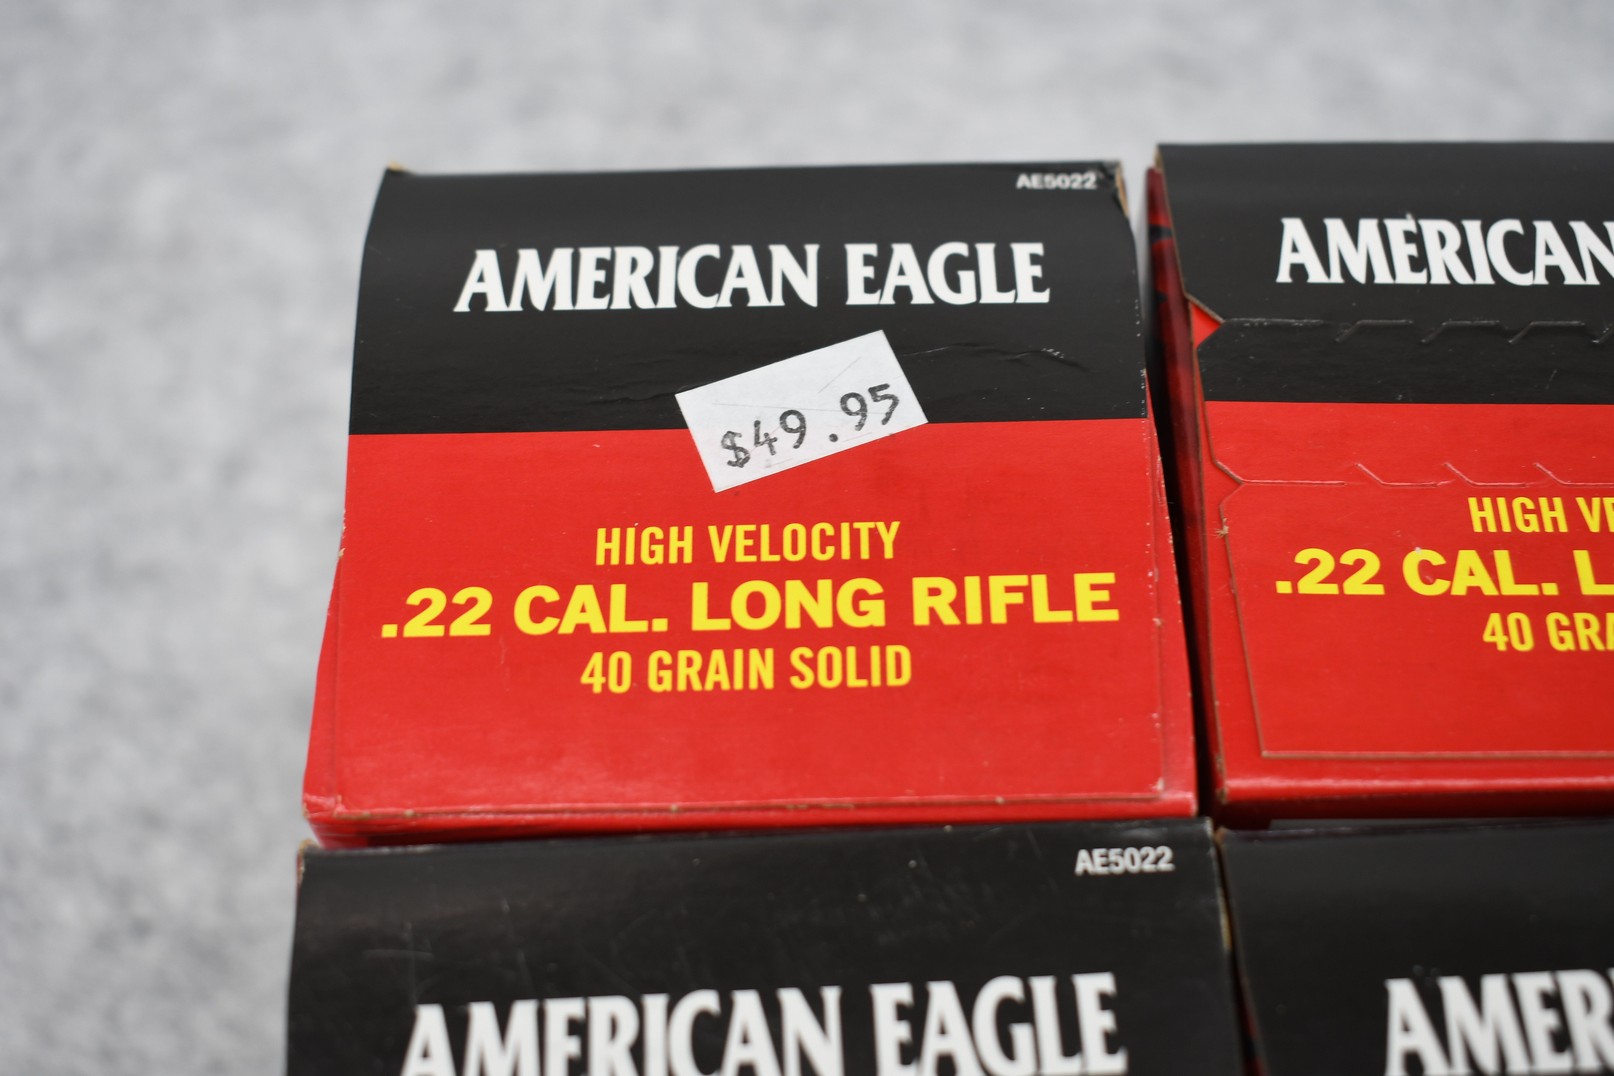 AE5022
AMERICAN EAGLE
$49.95
HIGH VELOCITY
.22 CAL. LONG RIFLE
40 GRAIN SOLID
AMERICAN
HIGH VE
.22 CAL. L
40 GRA
AE5022
AMERICAN EAGLE
AMER